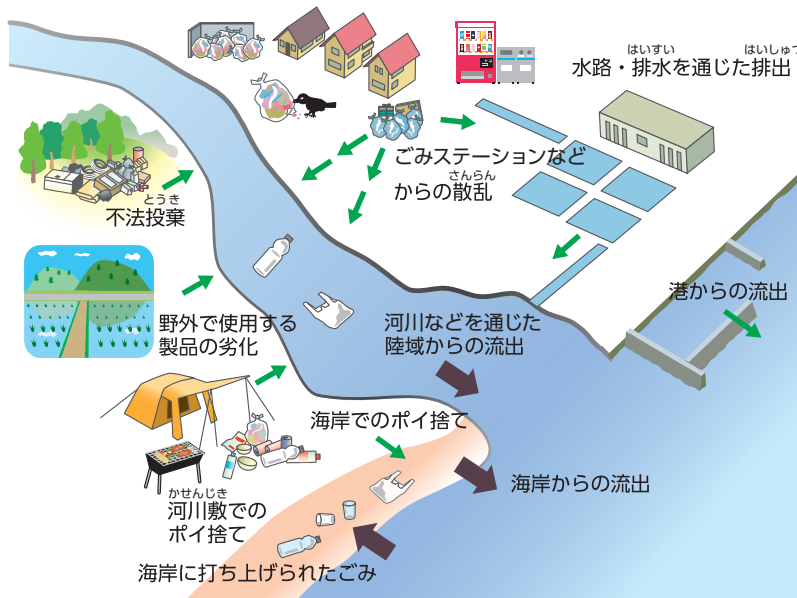 はいすい はいしゅつ
水路・排水を通じた排出
ごみステーションなど
さんらん
からの散乱
とうき
不法投棄
港からの流出
野外で使用する
製品の劣化
河川などを通じた
陸域からの流出
海岸でのポイ捨て
海岸からの流出
かせんじき
河川敷での
ポイ捨て
海岸に打ち上げられたごみ